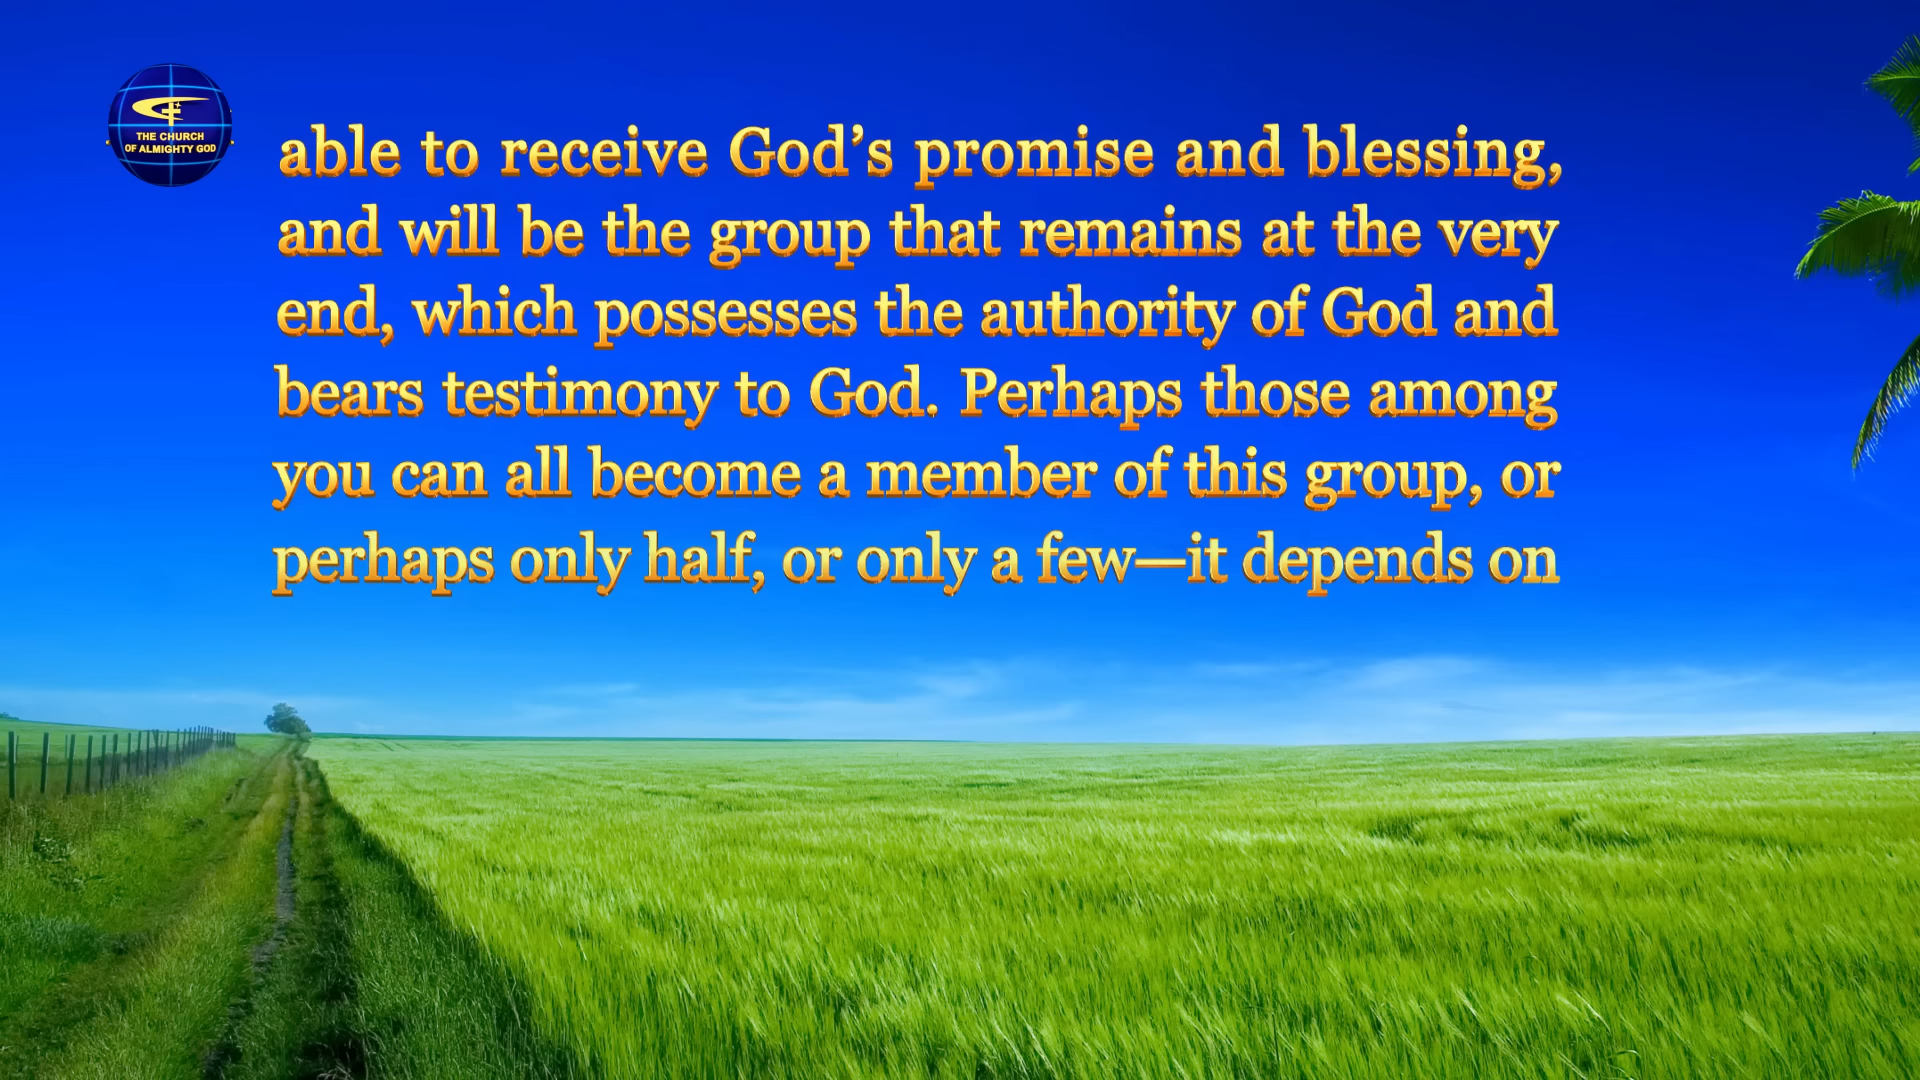 THE CHURCH
OF ALMIGHTY GOD
able to receive God’s promise and blessing,
and will be the group that remains at the very
end, which possesses the authority of God and
bears testimony to God. Perhaps those among
you can all become a member of this group, or
perhaps only half, or only a few—it depends on